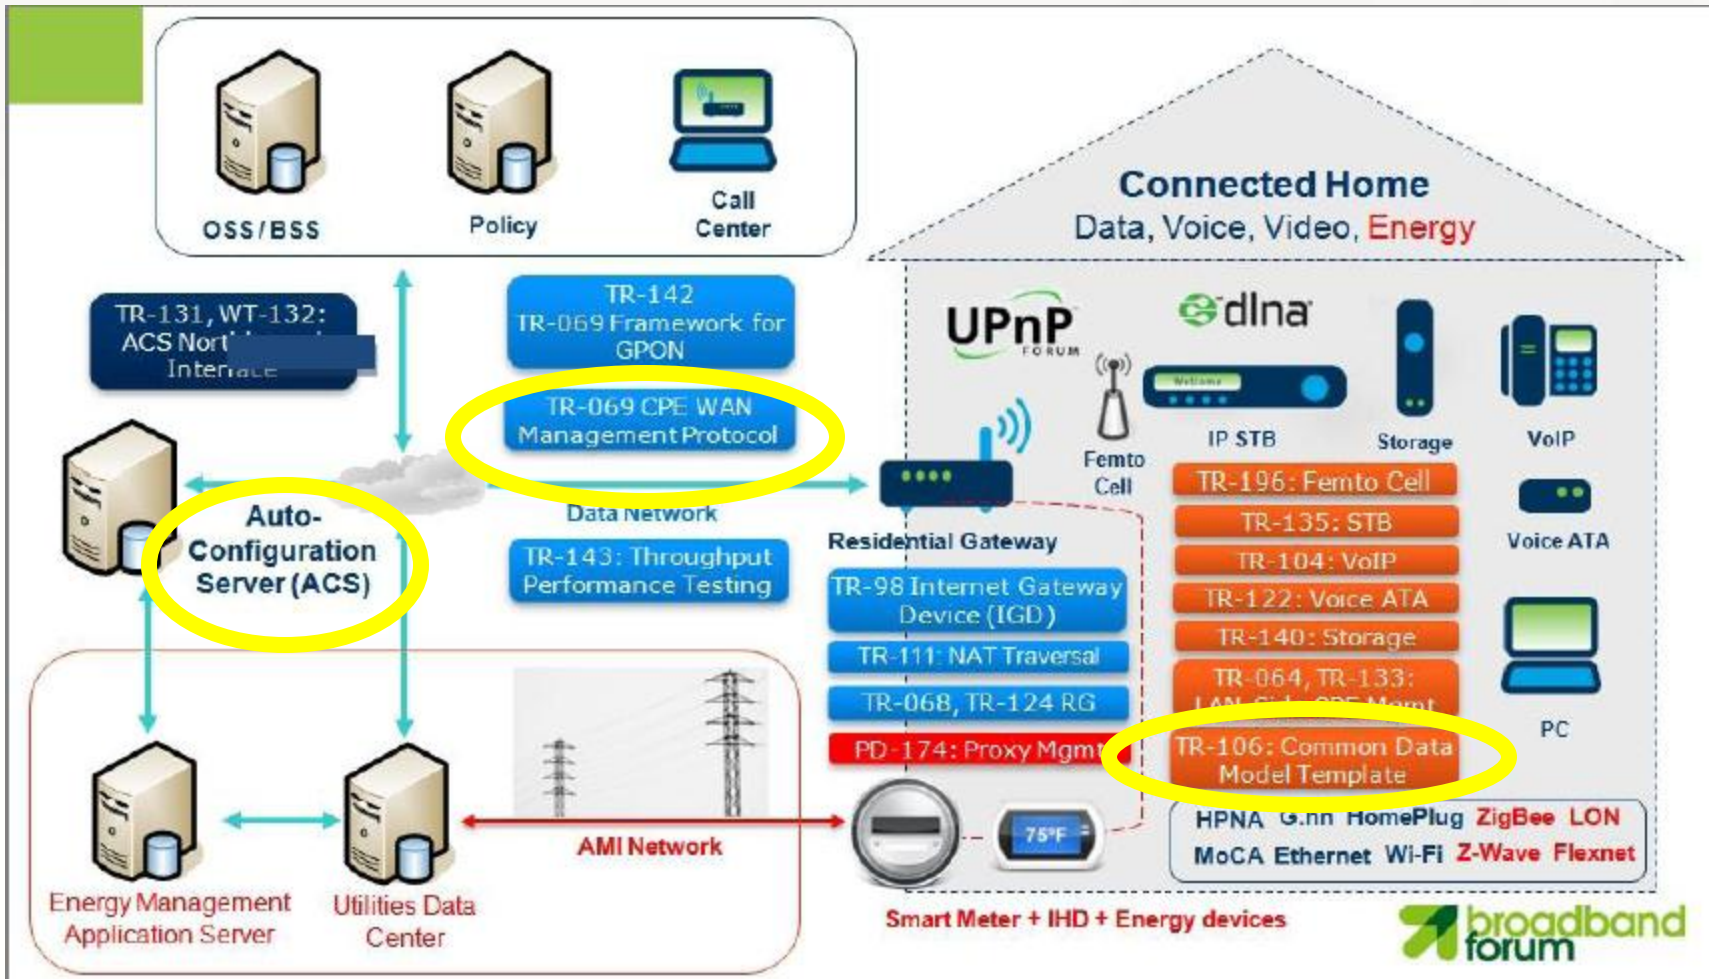 OSS/BSS
Policy
Call
Center
Connected Home
Data, Voice, Video, Energy
TR-131, WT-132:
ACS
TR-142
TR-069 Framework for
GPON
TR-069 CPE WAN
Management Protocol
UPnP
FORUM
dlna
Welcome
IP STB
Storage
VoIP
Femto
Cell
Auto-
Configuration
Server (ACS)
Data Network
TR-143: Throughput
Performance Testing
Residential Gateway
TR-98 Internet Gateway
Device (IGD)
TR-111: NAT Traversal
TR-068, TR-124 RG
PD-174: Proxy Mgmt
TR-196: Femto Cell
TR-135: STB
TR-104: VoIP
TR-122: Voice ATA
TR-140: Storage
TR-064, TR-133:
LAN Side CPE Mgmt
TR-106: Common Data
Model Template
Voice ATA
PC
75°F
HPNA G.hn HomePlug ZigBee LON
MoCA Ethernet Wi-Fi Z-Wave Flexnet
AMI Network
Energy Management
Application Server
Utilities Data
Center
Smart Meter + IHD + Energy devices
broadband
forum